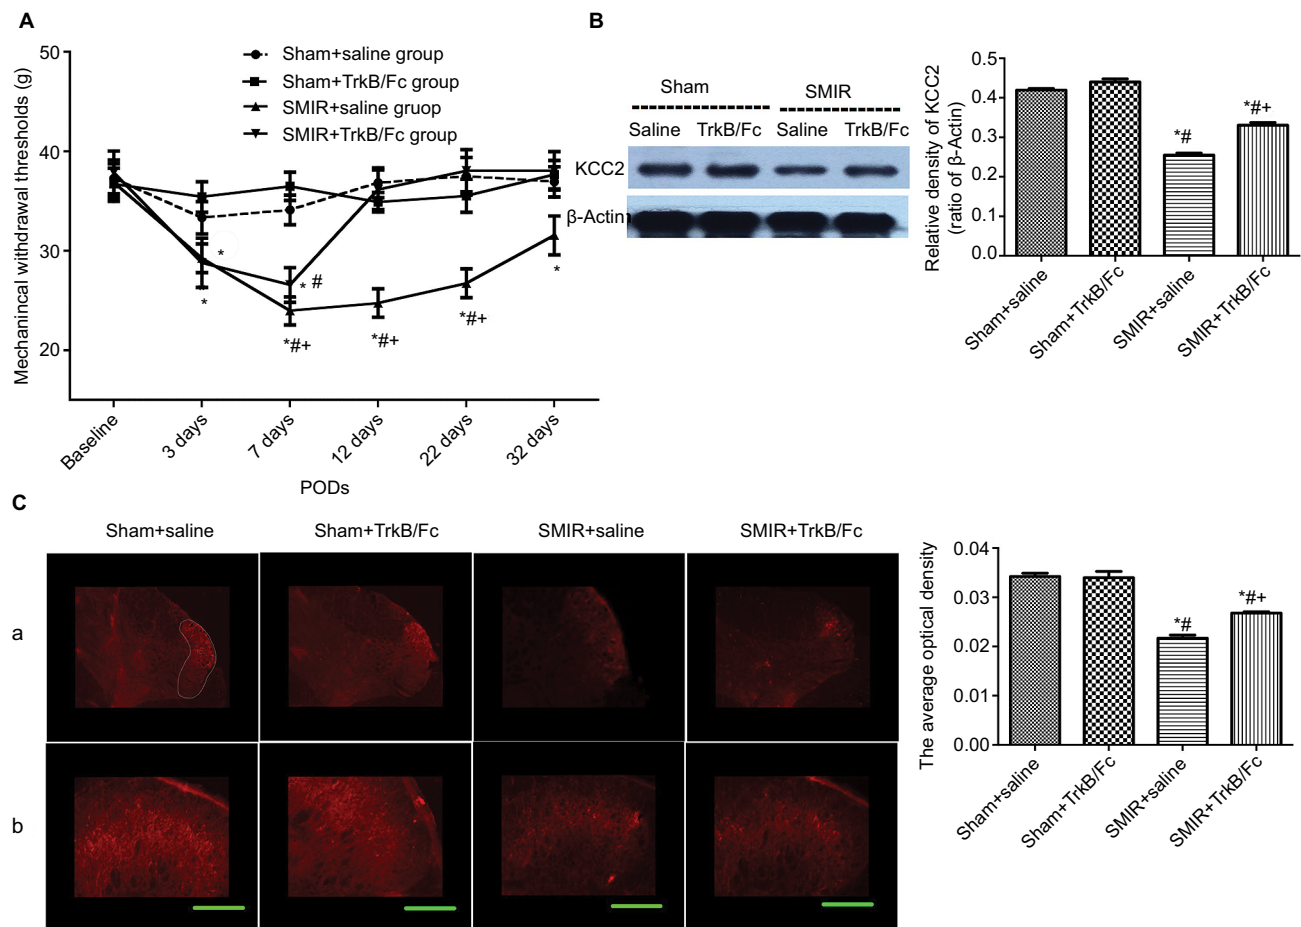 A
Mechanincal withdrawal thresholds (g)
50
40
30
20
Sham+saline group
Sham+TrkB/Fc group
SMIR+saline gruop
SMIR+TrkB/Fc group
*
*
* #
*#+
*#+
*#+
*
Baseline
3 days
7 days
12 days
22 days
32 days
PODs
B
Sham
SMIR
Saline
TrkB/Fc
Saline
TrkB/Fc
KCC2
β-Actin
Relative density of KCC2
(ratio of β-Actin)
0.5
0.4
0.3
0.2
0.1
0.0
*#
*#+
Sham+saline
Sham+TrkB/Fc
SMIR+saline
SMIR+TrkB/Fc
C
Sham+saline
Sham+TrkB/Fc
SMIR+saline
SMIR+TrkB/Fc
a
b
The average optical density
0.04
0.03
0.02
0.01
0.00
*#
*#+
Sham+saline
Sham+TrkB/Fc
SMIR+saline
SMIR+TrkB/Fc